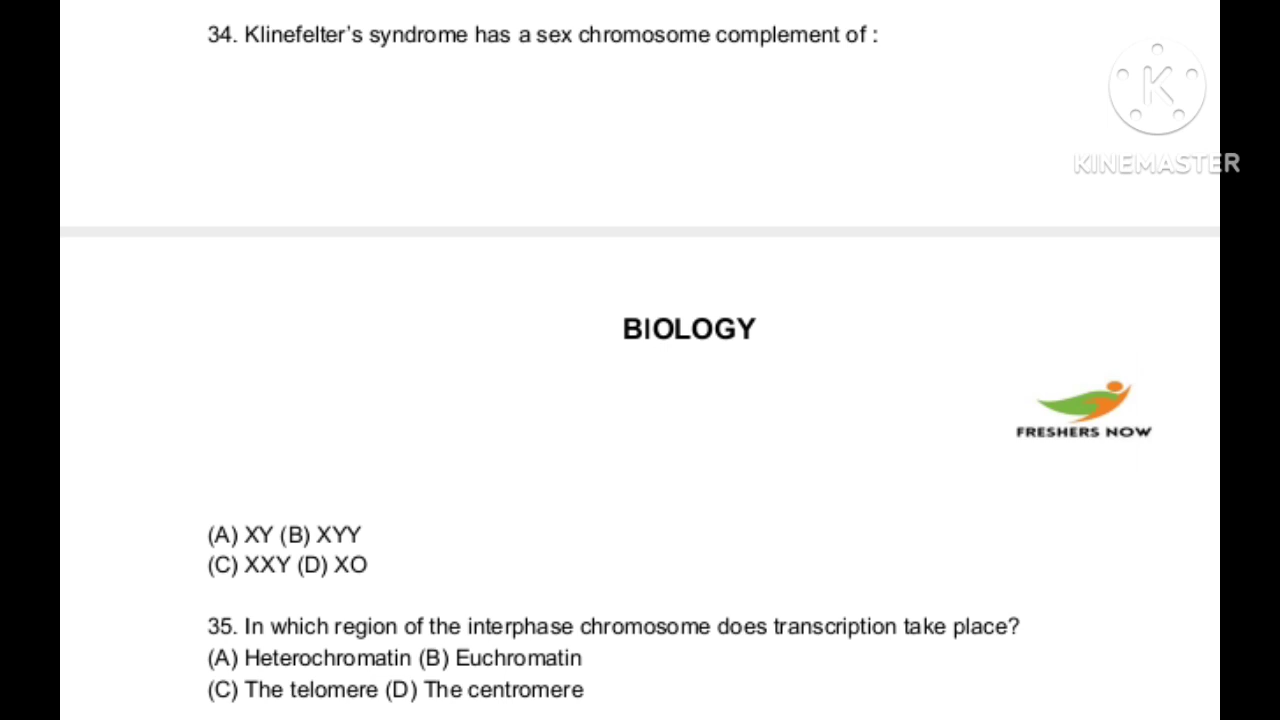 34. Klinefelter's syndrome has a sex chromosome complement of :
K
KINEMASTER
BIOLOGY
FRESHERS NOW
(A) XY (B) XYY
(C) XXY (D) XO
35. In which region of the interphase chromosome does transcription take place?
(A) Heterochromatin (B) Euchromatin
(C) The telomere (D) The centromere